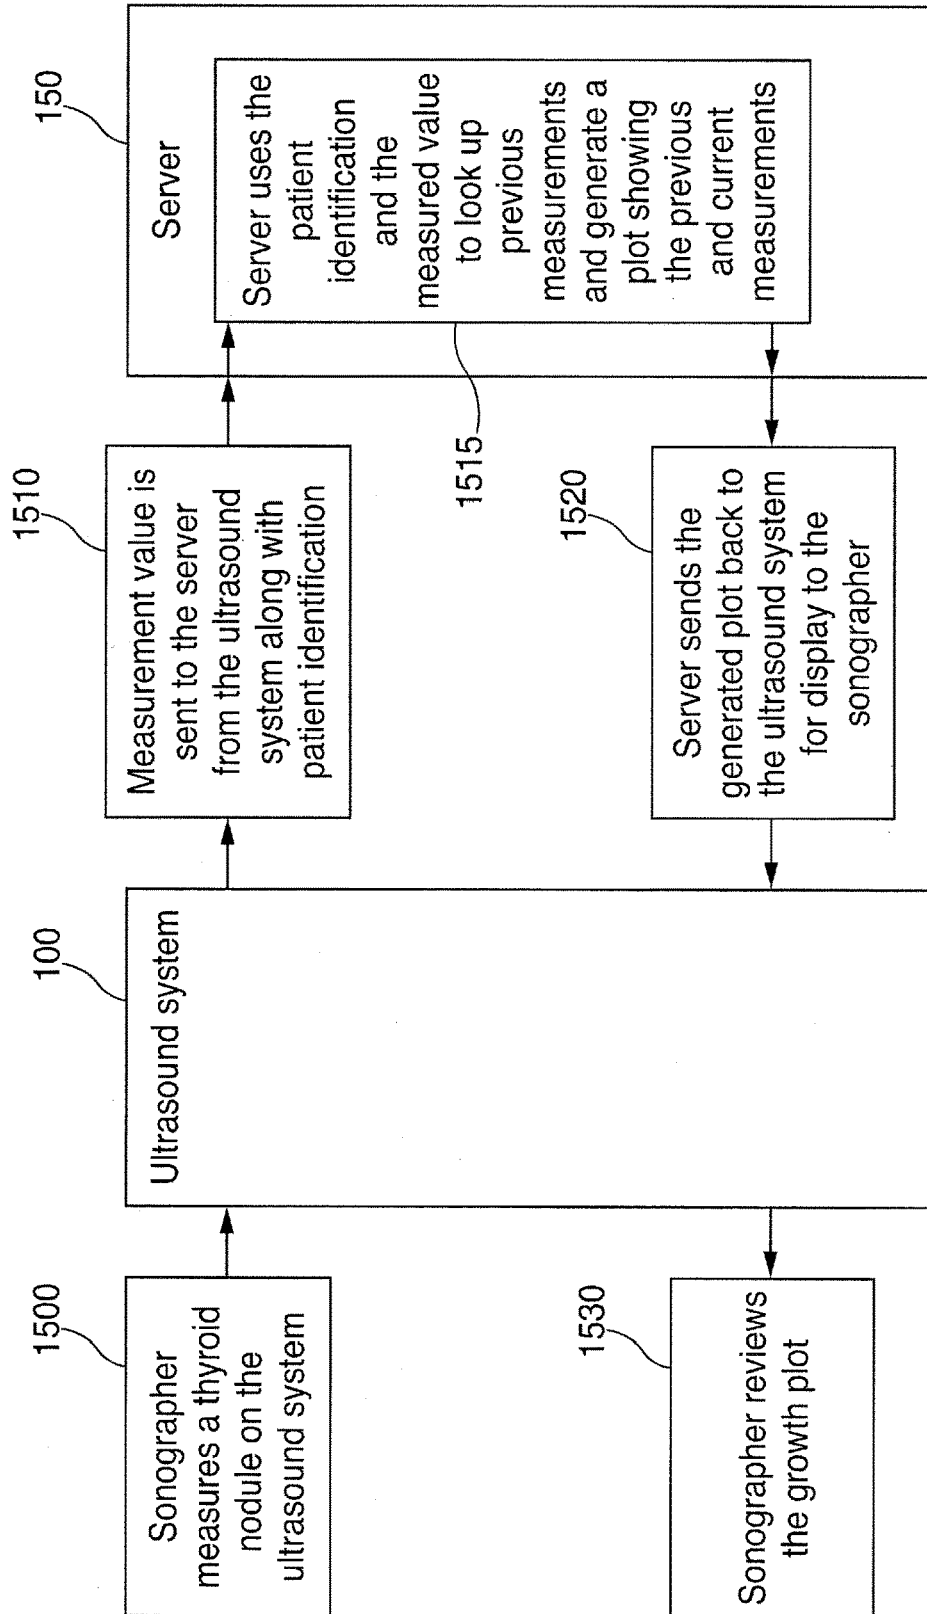 1500
Sonographer
measures a thyroid
nodule on the
ultrasound system
100
Ultrasound system
1510
Measurement value is
sent to the server
from the ultrasound
system along with
patient identification
150
Server
Server uses the
patient
identification
and the
measured value
to look up
previous
measurements
and generate a
plot showing
the previous
and current
measurements
1515
1520
Server sends the
generated plot back to
the ultrasound system
for display to the
sonographer
1530
Sonographer reviews
the growth plot